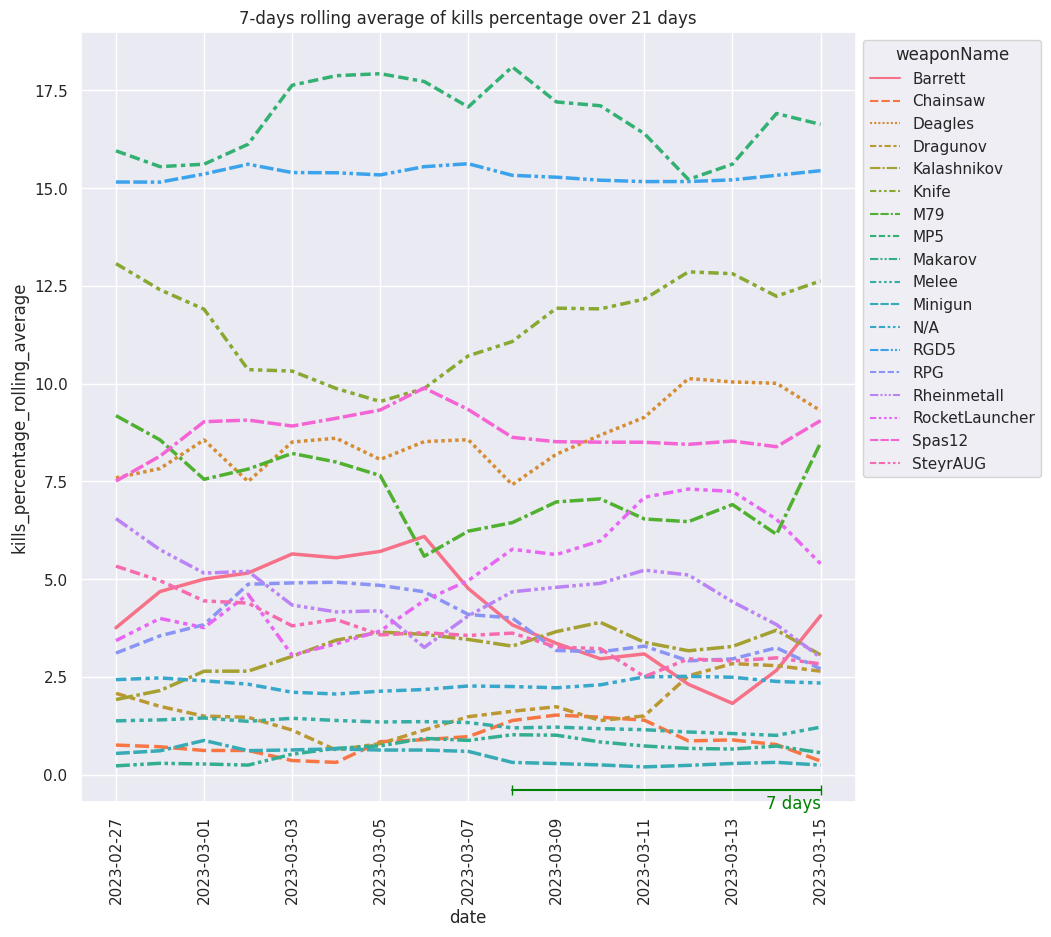 7-days rolling average of kills percentage over 21 days
kills_percentage_rolling_average
17.5
15.0
12.5
10.0
7.5
5.0
2.5
0.0
7 days
2023-02-27
2023-03-01
2023-03-03
2023-03-05
2023-03-07
2023-03-09
2023-03-11
2023-03-13
2023-03-15
date
weaponName
Barrett
Chainsaw
Deagles
Dragunov
Kalashnikov
Knife
M79
MP5
Makarov
Melee
Minigun
N/A
RGD5
RPG
Rheinmetall
RocketLauncher
Spas12
SteyrAUG